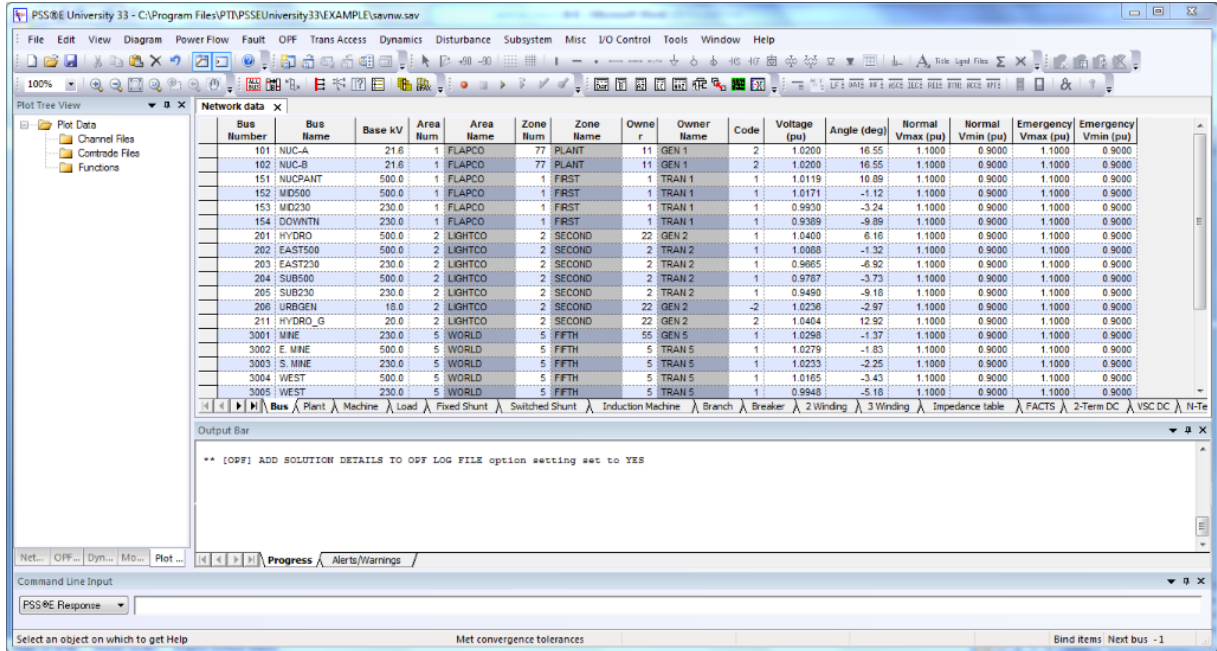 PSS®E University 33 - C:\Program Files\PTI\PSSEUniversity33\EXAMPLE\savnw.sav
File Edit View Diagram Power Flow Fault OPF Trans Access Dynamics Disturbance Subsystem Misc I/O Control Tools Window Help
100%
Plot Tree View
Plot Data
Channel Files
Comtrade Files
Functions
Network data
Bus Number Bus Name Base kV Area Num Area Name Zone Num Zone Name Owne r Owner Name Code Voltage (pu) Angle (deg) Normal Vmax (pu) Normal Vmin (pu) Emergency Vmax (pu) Emergency Vmin (pu)
101 NUC-A 21.6 1 FLAPCO 77 PLANT 11 GEN 1 2 1.0200 16.55 1.1000 0.9000 1.1000 0.9000
102 NUC-B 21.6 1 FLAPCO 77 PLANT 11 GEN 1 2 1.0200 16.55 1.1000 0.9000 1.1000 0.9000
151 NUCPANT 500.0 1 FLAPCO 1 FIRST 1 TRAN 1 1 1.0119 10.89 1.1000 0.9000 1.1000 0.9000
152 MID500 500.0 1 FLAPCO 1 FIRST 1 TRAN 1 1 1.0171 -1.12 1.1000 0.9000 1.1000 0.9000
153 MID230 230.0 1 FLAPCO 1 FIRST 1 TRAN 1 1 0.9930 -3.24 1.1000 0.9000 1.1000 0.9000
154 DOWNTN 230.0 1 FLAPCO 1 FIRST 1 TRAN 1 1 0.9389 -9.89 1.1000 0.9000 1.1000 0.9000
201 HYDRO 500.0 2 LIGHTCO 2 SECOND 22 GEN 2 1 1.0400 6.16 1.1000 0.9000 1.1000 0.9000
202 EAST500 500.0 2 LIGHTCO 2 SECOND 2 TRAN 2 1 1.0088 -1.32 1.1000 0.9000 1.1000 0.9000
203 EAST230 230.0 2 LIGHTCO 2 SECOND 2 TRAN 2 1 0.9665 -6.92 1.1000 0.9000 1.1000 0.9000
204 SUB500 500.0 2 LIGHTCO 2 SECOND 2 TRAN 2 1 0.9787 -3.73 1.1000 0.9000 1.1000 0.9000
205 SUB230 230.0 2 LIGHTCO 2 SECOND 2 TRAN 2 1 0.9490 -9.18 1.1000 0.9000 1.1000 0.9000
206 URBGEN 18.0 2 LIGHTCO 2 SECOND 22 GEN 2 -2 1.0236 -2.97 1.1000 0.9000 1.1000 0.9000
211 HYDRO_G 20.0 2 LIGHTCO 2 SECOND 22 GEN 2 2 1.0404 12.92 1.1000 0.9000 1.1000 0.9000
3001 MINE 230.0 5 WORLD 5 FIFTH 55 GEN 5 1 1.0298 -1.37 1.1000 0.9000 1.1000 0.9000
3002 E. MINE 500.0 5 WORLD 5 FIFTH 5 TRAN 5 1 1.0279 -1.83 1.1000 0.9000 1.1000 0.9000
3003 S. MINE 230.0 5 WORLD 5 FIFTH 5 TRAN 5 1 1.0233 -2.25 1.1000 0.9000 1.1000 0.9000
3004 WEST 500.0 5 WORLD 5 FIFTH 5 TRAN 5 1 1.0165 -3.43 1.1000 0.9000 1.1000 0.9000
3005 WEST 230.0 5 WORLD 5 FIFTH 5 TRAN 5 1 0.9948 -5.18 1.1000 0.9000 1.1000 0.9000
Bus Plant Machine Load Fixed Shunt Switched Shunt Induction Machine Branch Breaker 2 Winding 3 Winding Impedance table FACTS 2-Term DC VSC DC N-Te
Output Bar
** [OPF] ADD SOLUTION DETAILS TO OPF LOG FILE option setting set to YES
Net... OPF... Dyn... Mo... Plot ...
Progress Alerts/Warnings
Command Line Input
PSS®E Response
Select an object on which to get Help Met convergence tolerances Bind items Next bus - 1